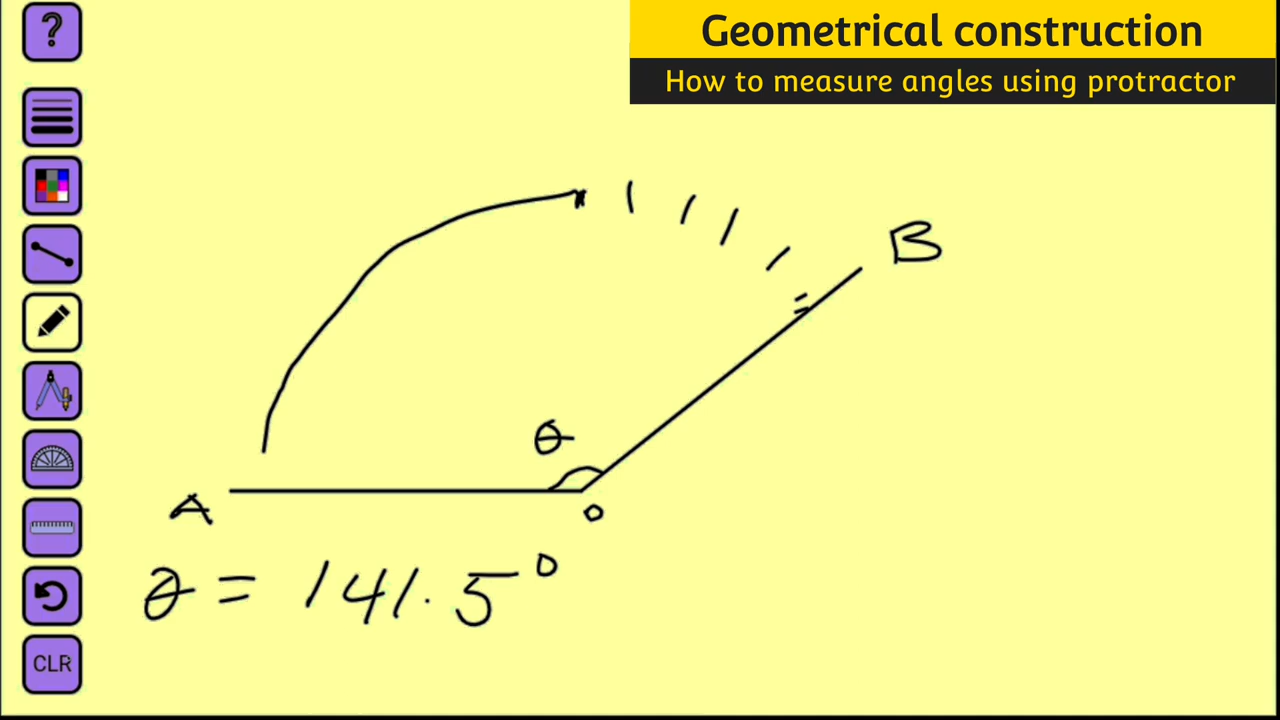 ?
Geometrical construction
How to measure angles using protractor
B
θ
A
O
θ = 141.5°
CLR